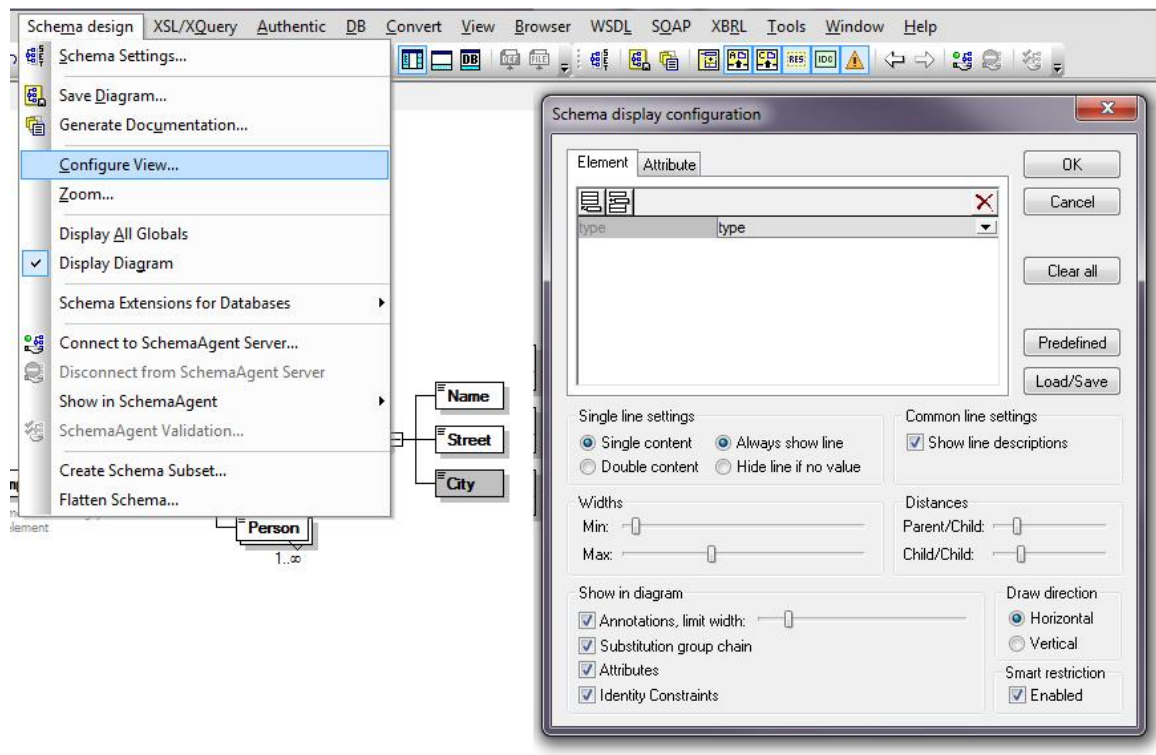 Schema design XSL/XQuery Authentic DB Convert View Browser WSDL SOAP XBRL Tools Window Help
Schema Settings...
DB DEF FILE RES IDC
Save Diagram...
Generate Documentation...
Configure View...
Zoom...
Display All Globals
Display Diagram
Schema Extensions for Databases
Connect to SchemaAgent Server...
Disconnect from SchemaAgent Server
Show in SchemaAgent
SchemaAgent Validation...
Create Schema Subset...
Flatten Schema...
Name
Street
City
element
Person
1..∞
Schema display configuration
Element Attribute
OK
Cancel
type type
Clear all
Predefined
Load/Save
Single line settings
Single content Always show line
Double content Hide line if no value
Common line settings
Show line descriptions
Widths
Min:
Max:
Distances
Parent/Child:
Child/Child:
Show in diagram
Annotations, limit width:
Substitution group chain
Attributes
Identity Constraints
Draw direction
Horizontal
Vertical
Smart restriction
Enabled